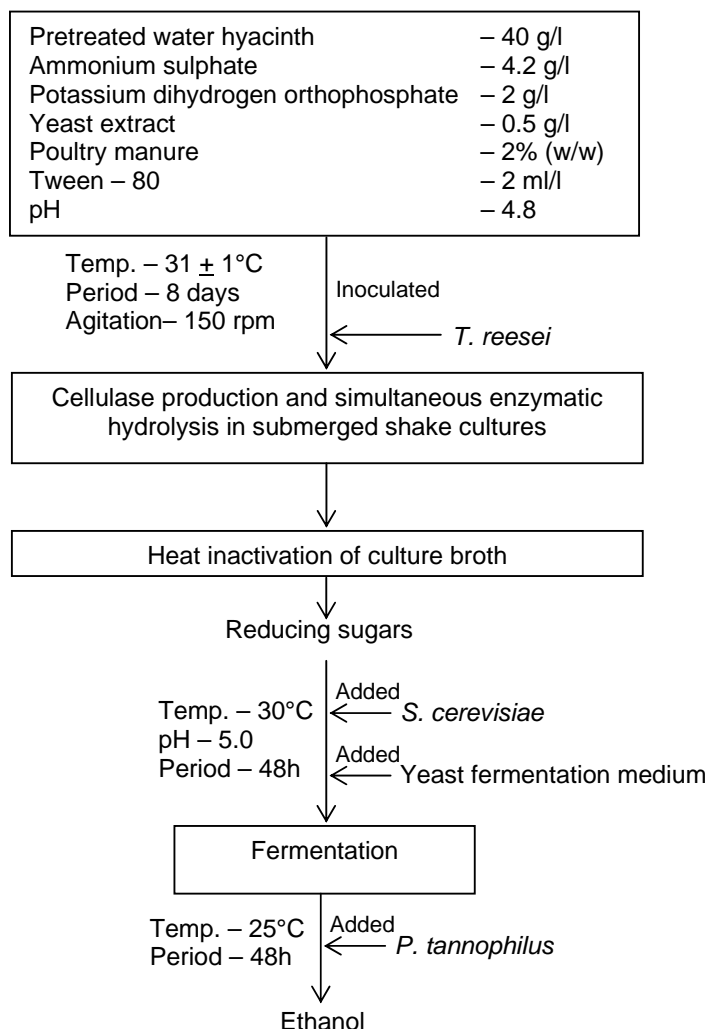 Pretreated water hyacinth – 40 g/l
Ammonium sulphate – 4.2 g/l
Potassium dihydrogen orthophosphate – 2 g/l
Yeast extract – 0.5 g/l
Poultry manure – 2% (w/w)
Tween – 80 – 2 ml/l
pH – 4.8
Temp. – 31 ± 1°C
Period – 8 days
Agitation– 150 rpm
Inoculated
T. reesei
Cellulase production and simultaneous enzymatic
hydrolysis in submerged shake cultures
Heat inactivation of culture broth
Reducing sugars
Temp. – 30°C
pH – 5.0
Period – 48h
Added
S. cerevisiae
Added
Yeast fermentation medium
Fermentation
Temp. – 25°C
Period – 48h
Added
P. tannophilus
Ethanol